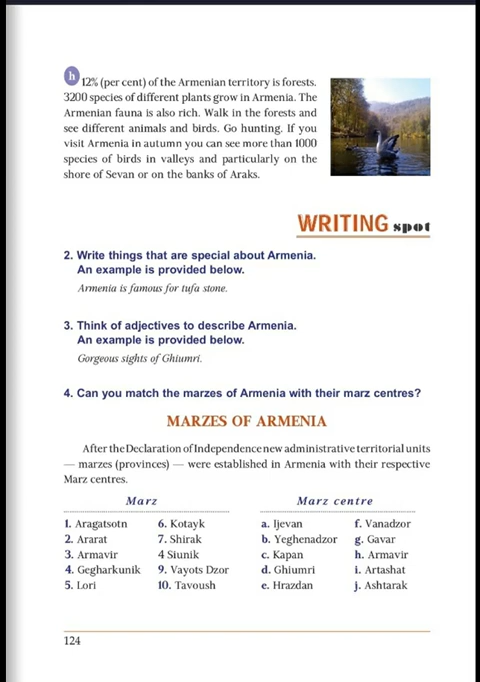 h 12% (per cent) of the Armenian territory is forests.
3200 species of different plants grow in Armenia. The
Armenian fauna is also rich. Walk in the forests and
see different animals and birds. Go hunting. If you
visit Armenia in autumn you can see more than 1000
species of birds in valleys and particularly on the
shore of Sevan or on the banks of Araks.
WRITING spot
2. Write things that are special about Armenia.
An example is provided below.
Armenia is famous for tufa stone.
3. Think of adjectives to describe Armenia.
An example is provided below.
Gorgeous sights of Ghiumri.
4. Can you match the marzes of Armenia with their marz centres?
MARZES OF ARMENIA
After the Declaration of Independence new administrative territorial units
— marzes (provinces) — were established in Armenia with their respective
Marz centres.
Marz
1. Aragatsotn
2. Ararat
3. Armavir
4. Gegharkunik
5. Lori
6. Kotayk
7. Shirak
4 Siunik
9. Vayots Dzor
10. Tavoush
Marz centre
a. Ijevan
b. Yeghenadzor
c. Kapan
d. Ghiumri
e. Hrazdan
f. Vanadzor
g. Gavar
h. Armavir
i. Artashat
j. Ashtarak
124